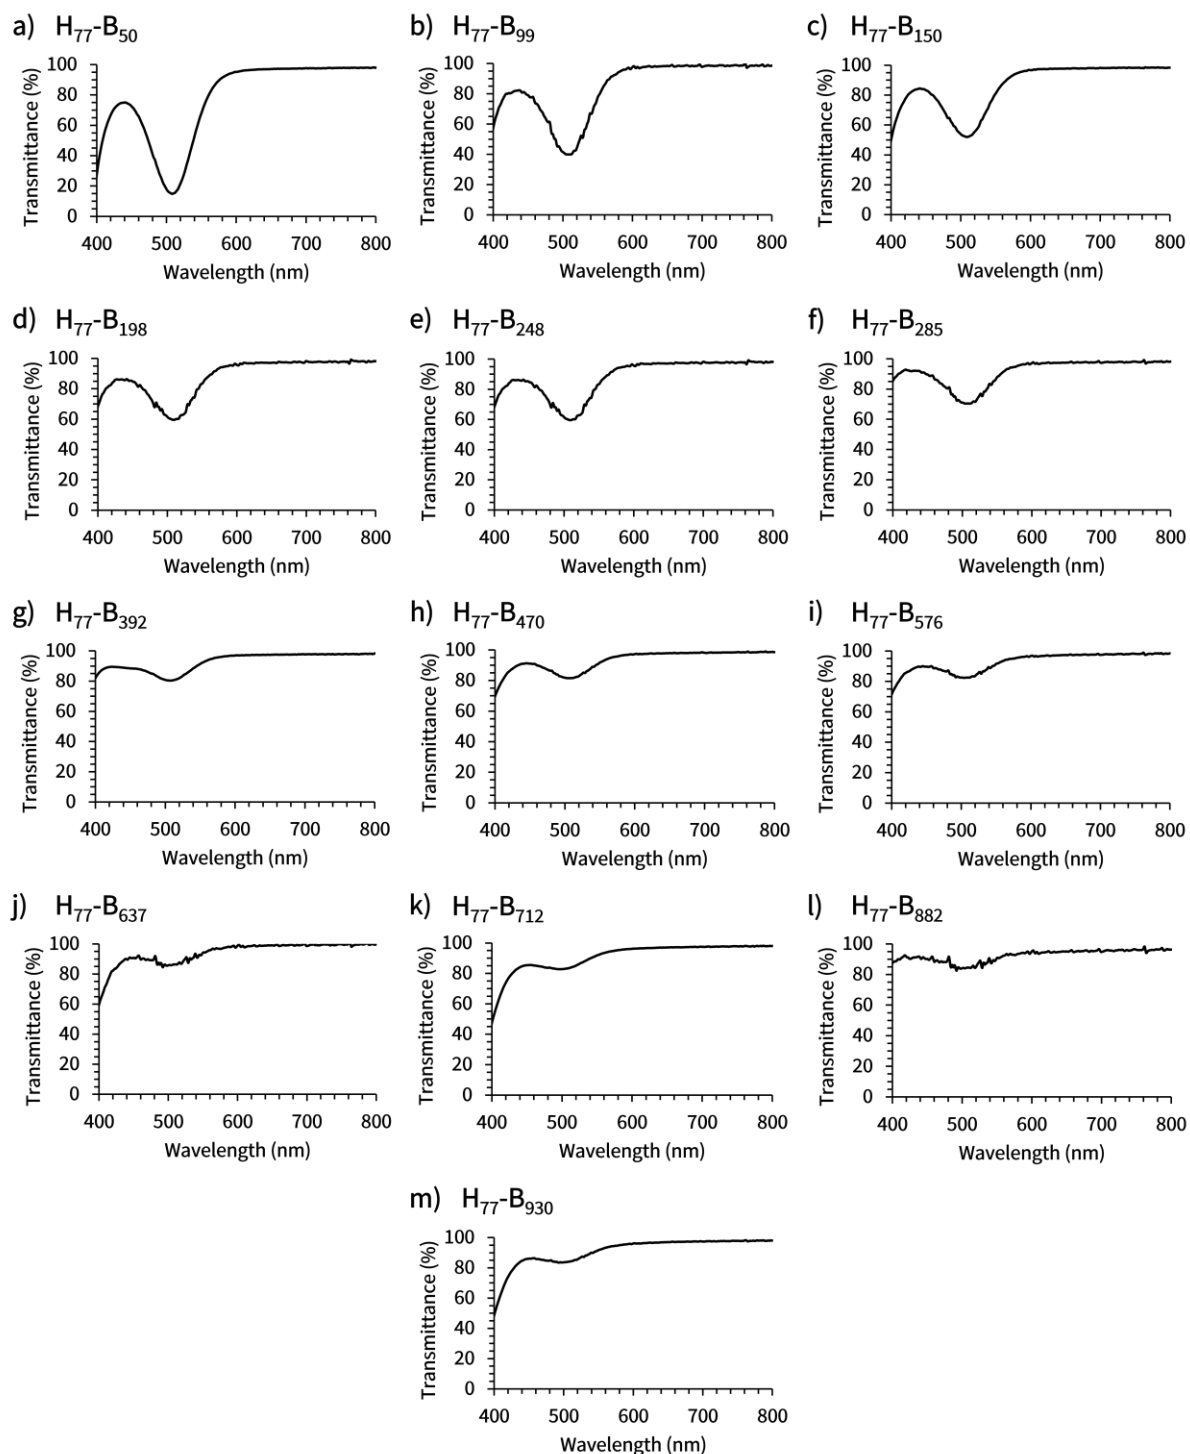 a) H77-B50
b) H77-B99
c) H77-B150
Transmittance (%)
100
80
60
40
20
0
400 500 600 700 800
Wavelength (nm)
Transmittance (%)
100
80
60
40
20
0
400 500 600 700 800
Wavelength (nm)
Transmittance (%)
100
80
60
40
20
0
400 500 600 700 800
Wavelength (nm)
d) H77-B198
e) H77-B248
f) H77-B285
Transmittance (%)
100
80
60
40
20
0
400 500 600 700 800
Wavelength (nm)
Transmittance (%)
100
80
60
40
20
0
400 500 600 700 800
Wavelength (nm)
Transmittance (%)
100
80
60
40
20
0
400 500 600 700 800
Wavelength (nm)
g) H77-B392
h) H77-B470
i) H77-B576
Transmittance (%)
100
80
60
40
20
0
400 500 600 700 800
Wavelength (nm)
Transmittance (%)
100
80
60
40
20
0
400 500 600 700 800
Wavelength (nm)
Transmittance (%)
100
80
60
40
20
0
400 500 600 700 800
Wavelength (nm)
j) H77-B637
k) H77-B712
l) H77-B882
Transmittance (%)
100
80
60
40
20
0
400 500 600 700 800
Wavelength (nm)
Transmittance (%)
100
80
60
40
20
0
400 500 600 700 800
Wavelength (nm)
Transmittance (%)
100
80
60
40
20
0
400 500 600 700 800
Wavelength (nm)
m) H77-B930
Transmittance (%)
100
80
60
40
20
0
400 500 600 700 800
Wavelength (nm)